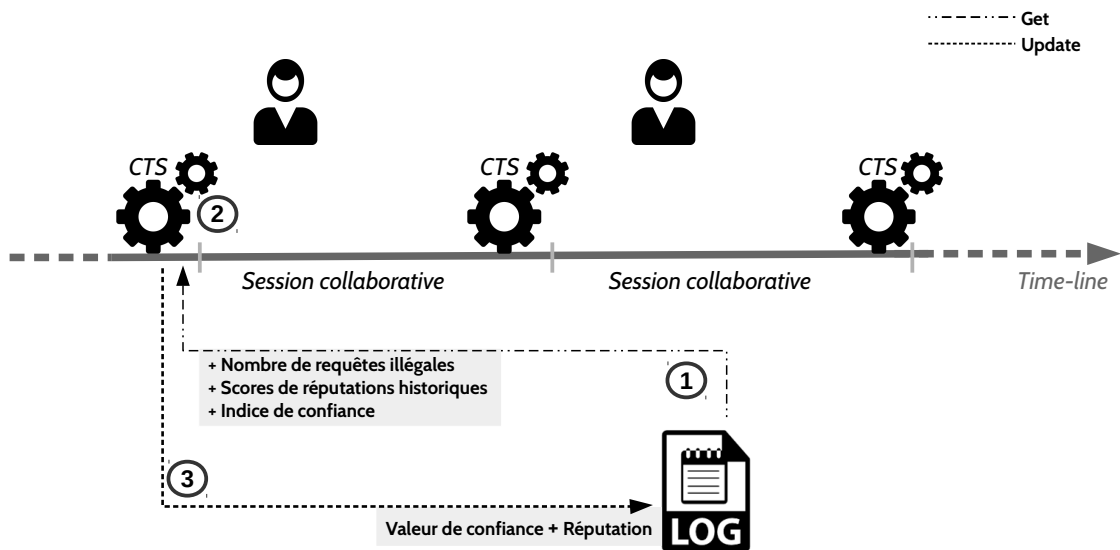 Get
Update
CTS
CTS
CTS
2
Session collaborative
Session collaborative
Time-line
+ Nombre de requêtes illégales
+ Scores de réputations historiques
+ Indice de confiance
1
3
Valeur de confiance + Réputation
LOG